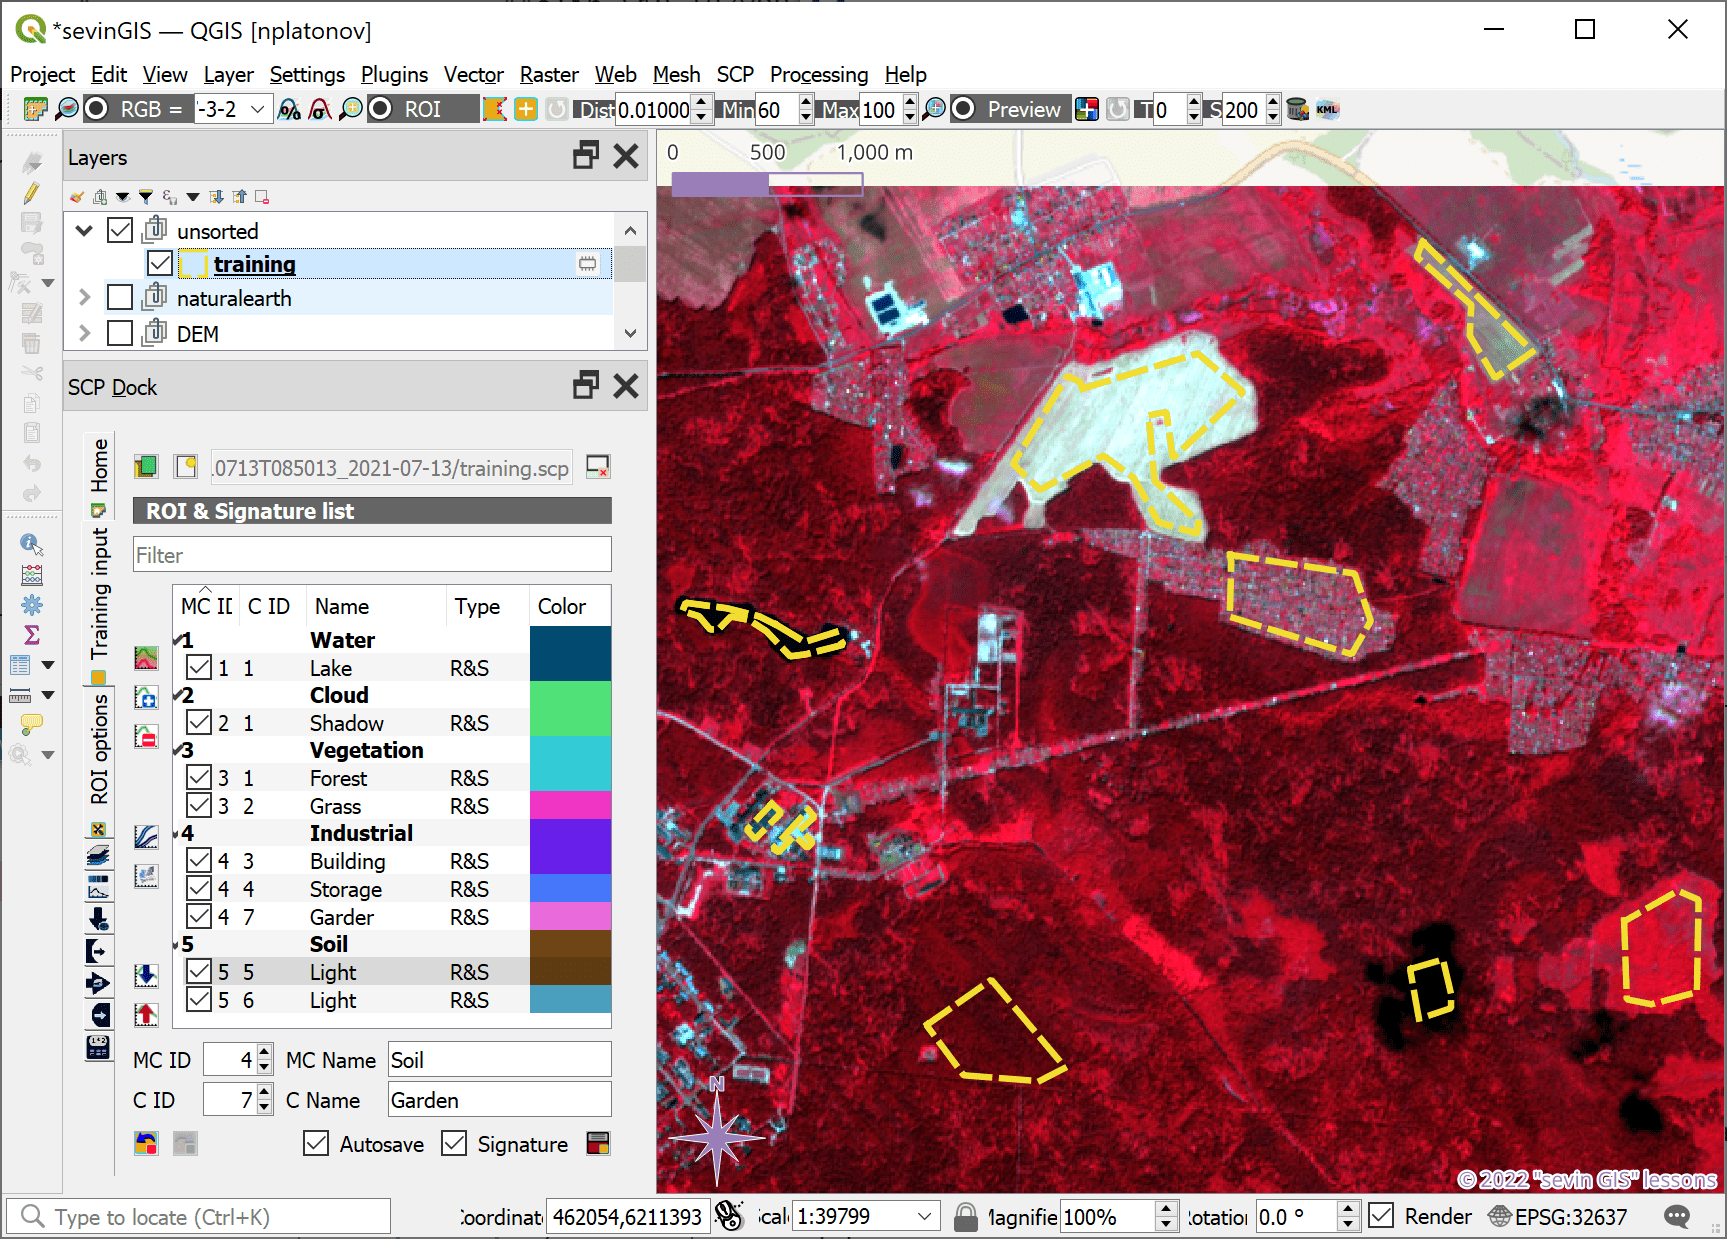 *sevinGIS — QGIS [nplatonov]
Project Edit View Layer Settings Plugins Vector Raster Web Mesh SCP Processing Help
RGB = -3-2 ROI Dist 0.01000 Min 60 Max 100 Preview T 0 S 200 KML
Layers
0 500 1,000 m
unsorted
training
naturalearth
DEM
SCP Dock
Home
Training input
ROI options
.0713T085013_2021-07-13/training.scp
ROI & Signature list
Filter
MC ID C ID Name Type Color
1 Water
1 1 Lake R&S
2 Cloud
2 1 Shadow R&S
3 Vegetation
3 1 Forest R&S
3 2 Grass R&S
4 Industrial
4 3 Building R&S
4 4 Storage R&S
4 7 Garder R&S
5 Soil
5 5 Light R&S
5 6 Light R&S
MC ID 4 MC Name Soil
C ID 7 C Name Garden
Autosave Signature
N
© 2022 "sevin GIS" lessons
Type to locate (Ctrl+K) Coordinate 462054,6211393 Scale 1:39799 Magnifie 100% Rotation 0.0 ° Render EPSG:32637